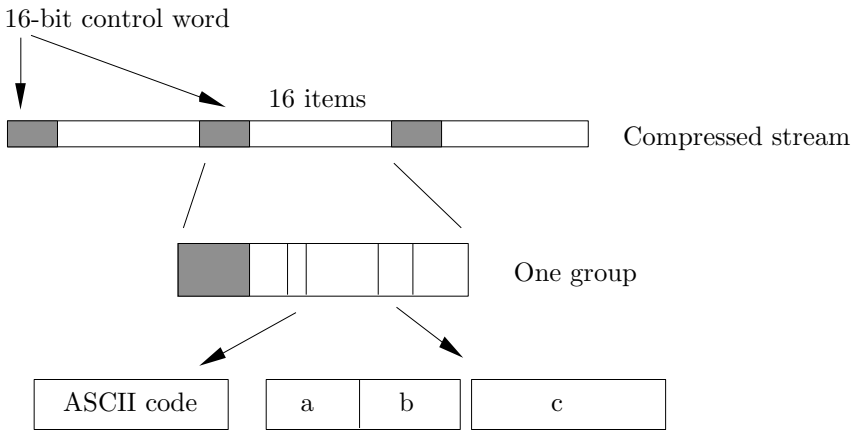 16-bit control word
16 items
Compressed stream
One group
ASCII code
a
b
c